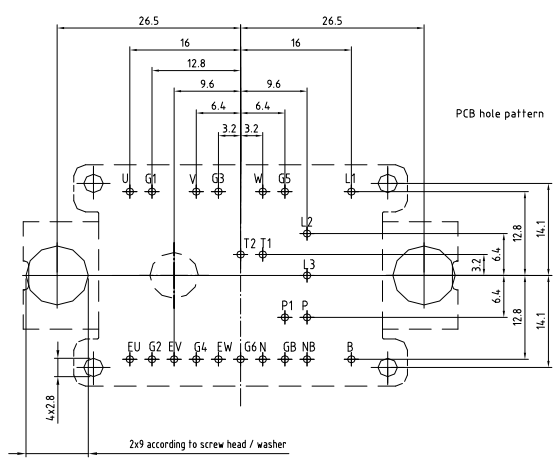 26.5 26.5
16 16
12.8
9.6 9.6
6.4 6.4
3.2 3.2
PCB hole pattern
U G1 V G3 W G5 L1
L2
T2 T1
L3
P1 P
EU G2 EV G4 EW G6 N GB NB B
3.2
6.4
12.8
14.1
6.4
12.8
14.1
4x2.8
2x9 according to screw head / washer